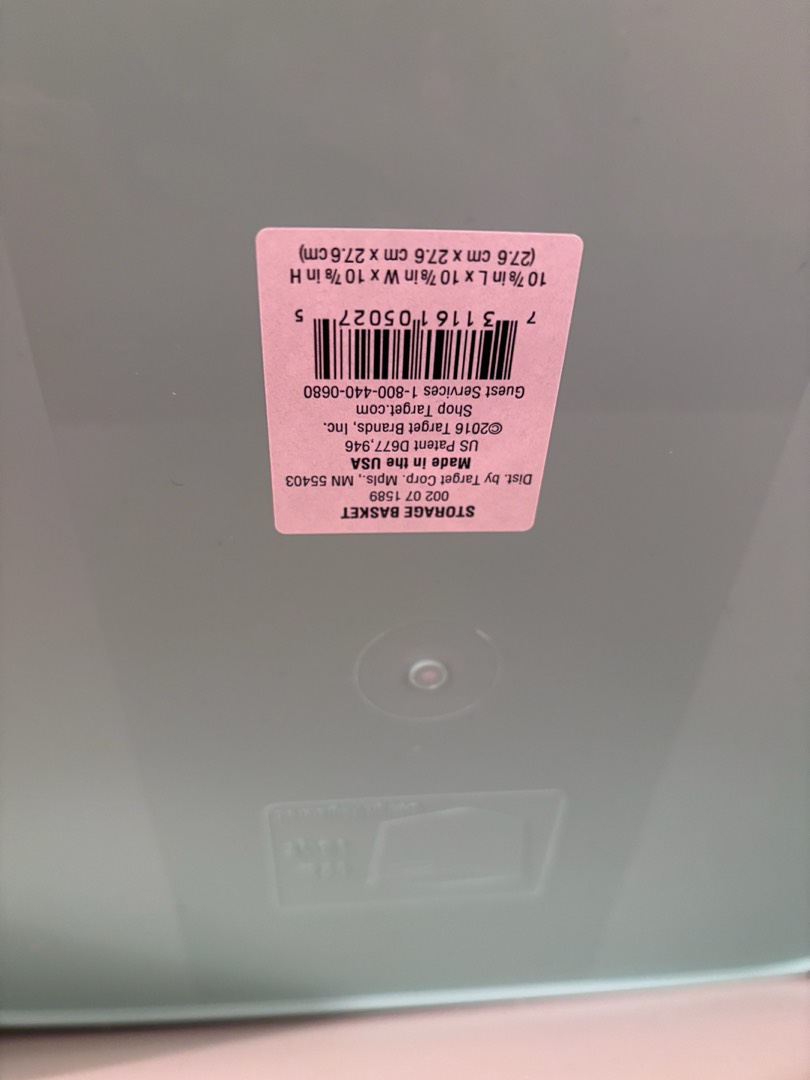 STORAGE BASKET
002 07 1589
Dist. by Target Corp. Mpls., MN 55403
Made in the USA
US Patent D677,946
©2016 Target Brands, Inc.
Shop Target.com
Guest Services 1-800-440-0680
7 31161 05027 5
10 ⅞ in L x 10 ⅞ in W x 10 ⅞ in H
(27.6 cm x 27.6 cm x 27.6 cm)